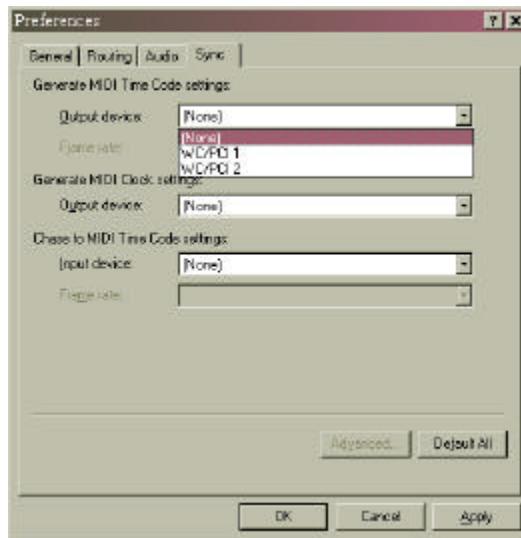 Preferences
General Routing Audio Sync
Generate MIDI Time Code settings:
Output device: (None)
(None)
Frame rate:
WC/PCI 1
WC/PCI 2
Generate MIDI Clock settings:
Output device: (None)
Chase to MIDI Time Code settings:
Input device: (None)
Frame rate:
Advanced... Default All
OK Cancel Apply